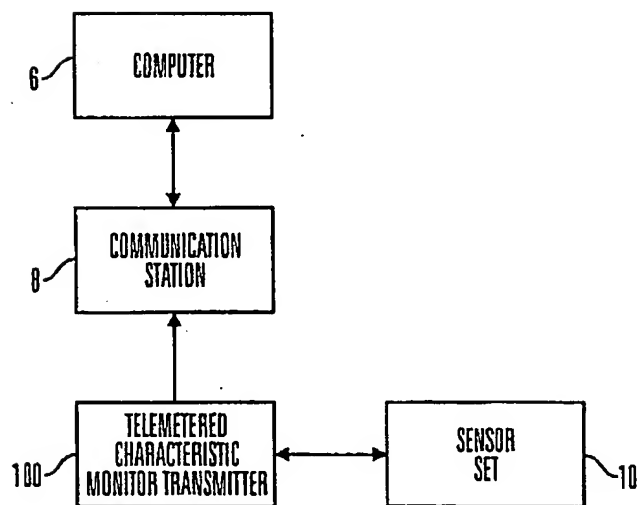 6
COMPUTER
8
COMMUNICATION
STATION
100
TELEMETERED
CHARACTERISTIC
MONITOR TRANSMITTER
SENSOR
SET
10